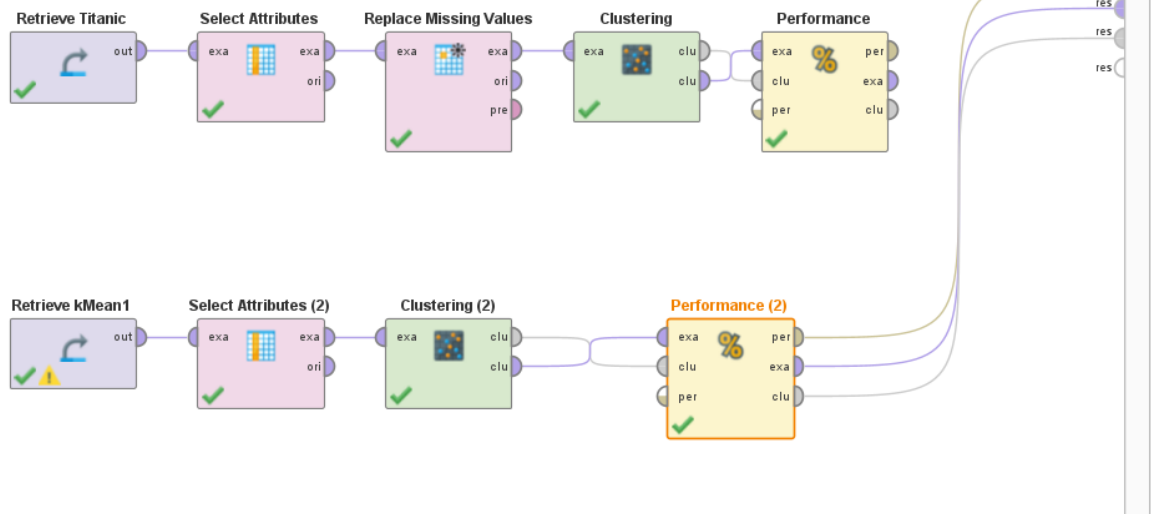 res
Retrieve Titanic
Select Attributes
Replace Missing Values
Clustering
Performance
res
out
exa
exa
exa
exa
exa
clu
exa
per
ori
ori
clu
clu
exa
res
pre
per
clu
Retrieve kMean1
Select Attributes (2)
Clustering (2)
Performance (2)
out
exa
exa
exa
clu
exa
per
ori
clu
clu
exa
per
clu